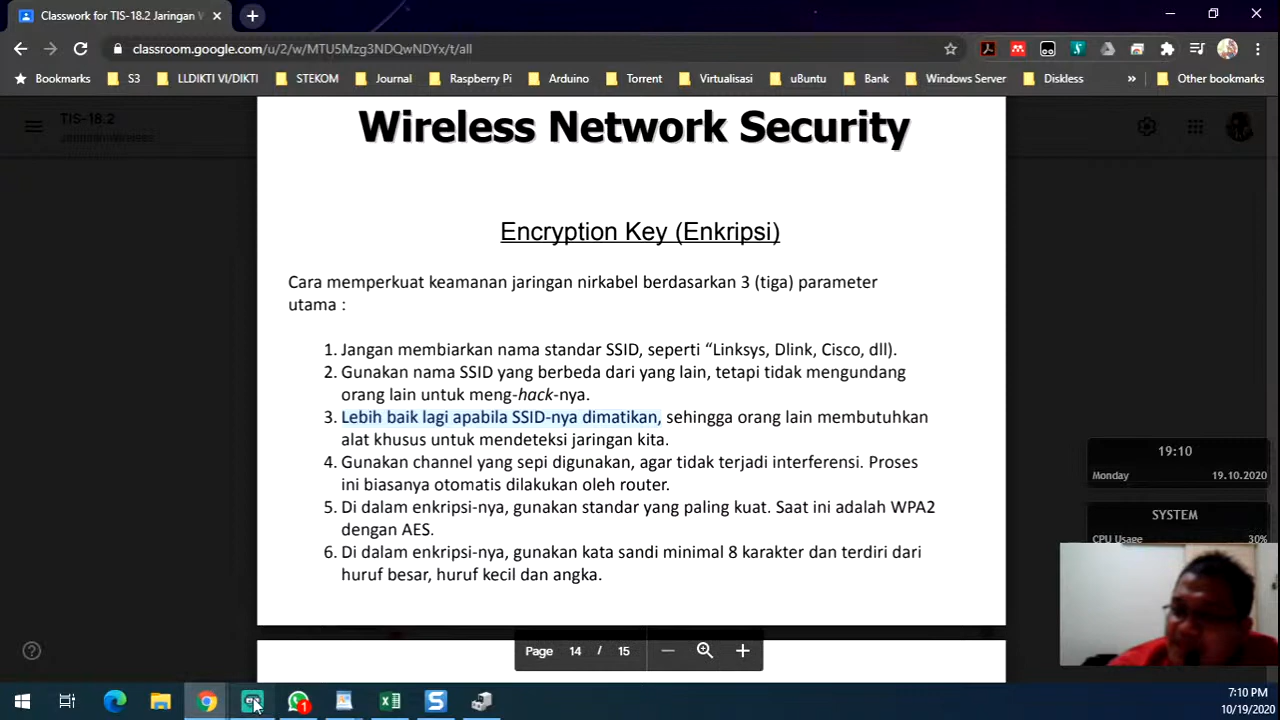 Classwork for TIS-18.2 Jaringan W
classroom.google.com/u/2/w/MTU5Mzg3NDQwNDYx/t/all
Bookmarks S3 LLDIKTI VI/DIKTI STEKOM Journal Raspberry Pi Arduino Torrent Virtualisasi uBuntu Bank Windows Server Diskless » Other bookmarks
TIS-18.2
Wireless Network Security
Encryption Key (Enkripsi)
Cara memperkuat keamanan jaringan nirkabel berdasarkan 3 (tiga) parameter
utama :
1. Jangan membiarkan nama standar SSID, seperti “Linksys, Dlink, Cisco, dll).
2. Gunakan nama SSID yang berbeda dari yang lain, tetapi tidak mengundang
orang lain untuk meng-hack-nya.
3. Lebih baik lagi apabila SSID-nya dimatikan, sehingga orang lain membutuhkan
alat khusus untuk mendeteksi jaringan kita.
4. Gunakan channel yang sepi digunakan, agar tidak terjadi interferensi. Proses
ini biasanya otomatis dilakukan oleh router.
5. Di dalam enkripsi-nya, gunakan standar yang paling kuat. Saat ini adalah WPA2
dengan AES.
6. Di dalam enkripsi-nya, gunakan kata sandi minimal 8 karakter dan terdiri dari
huruf besar, huruf kecil dan angka.
19:10
Monday 19.10.2020
SYSTEM
CPU Usage 30%
Page 14 / 15
1
7:10 PM
10/19/2020